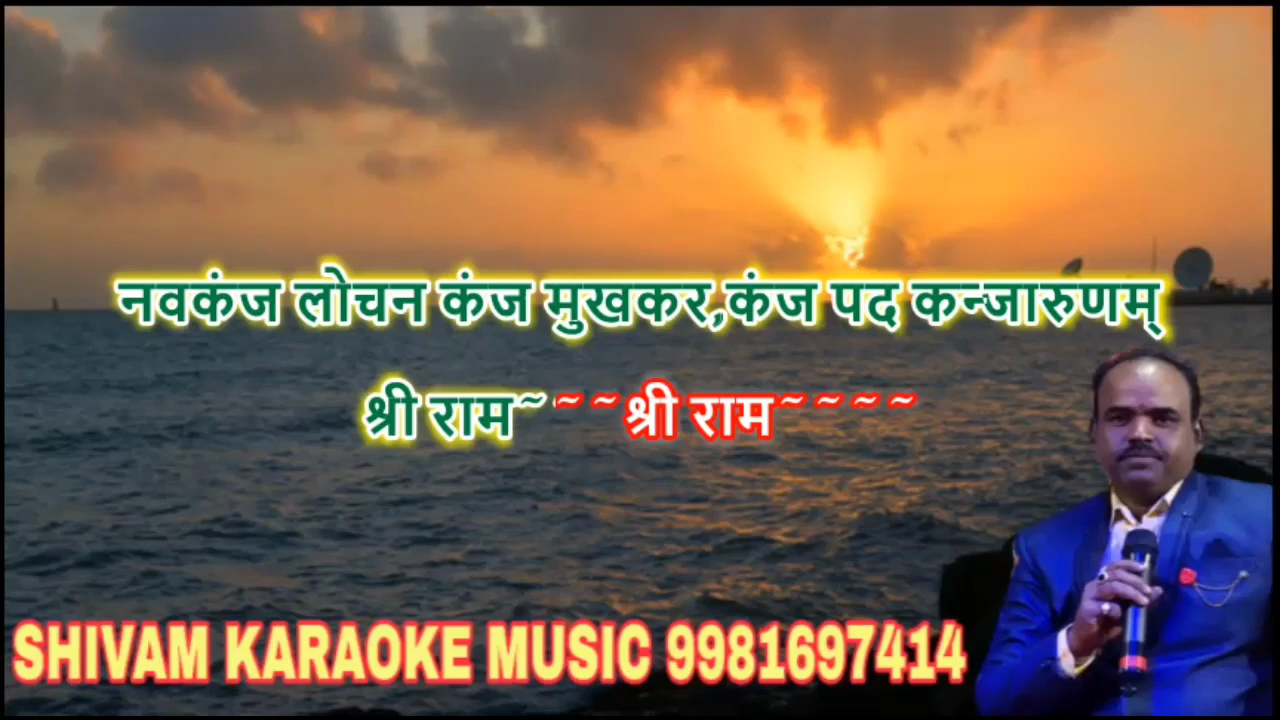 नवकंज लोचन कंज मुखकर,कंज पद कन्जारुणम्
श्री राम~ ~ ~श्री राम~ ~ ~ ~
SHIVAM KARAOKE MUSIC 9981697414